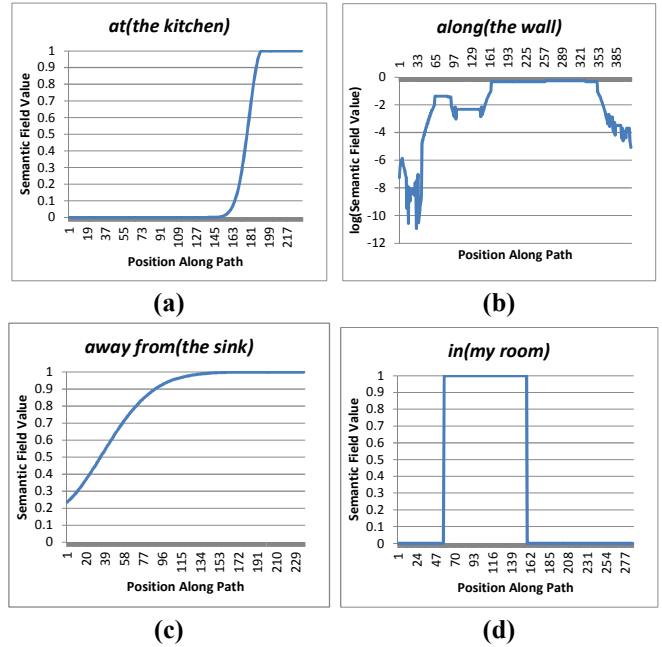 at(the kitchen)
Semantic Field Value
1
0.9
0.8
0.7
0.6
0.5
0.4
0.3
0.2
0.1
0
1 19 37 55 73 91 109 127 145 163 181 199 217
Position Along Path
(a)
along(the wall)
1 33 65 97 129 161 193 225 257 289 321 353 385
log(Semantic Field Value)
0
-2
-4
-6
-8
-10
-12
Position Along Path
(b)
away from(the sink)
Semantic Field Value
1
0.9
0.8
0.7
0.6
0.5
0.4
0.3
0.2
0.1
0
1 20 39 58 77 96 115 134 153 172 191 210 229
Position Along Path
(c)
in(my room)
Semantic Field Value
1
0.9
0.8
0.7
0.6
0.5
0.4
0.3
0.2
0.1
0
1 24 47 70 93 116 139 162 185 208 231 254 277
Position Along Path
(d)